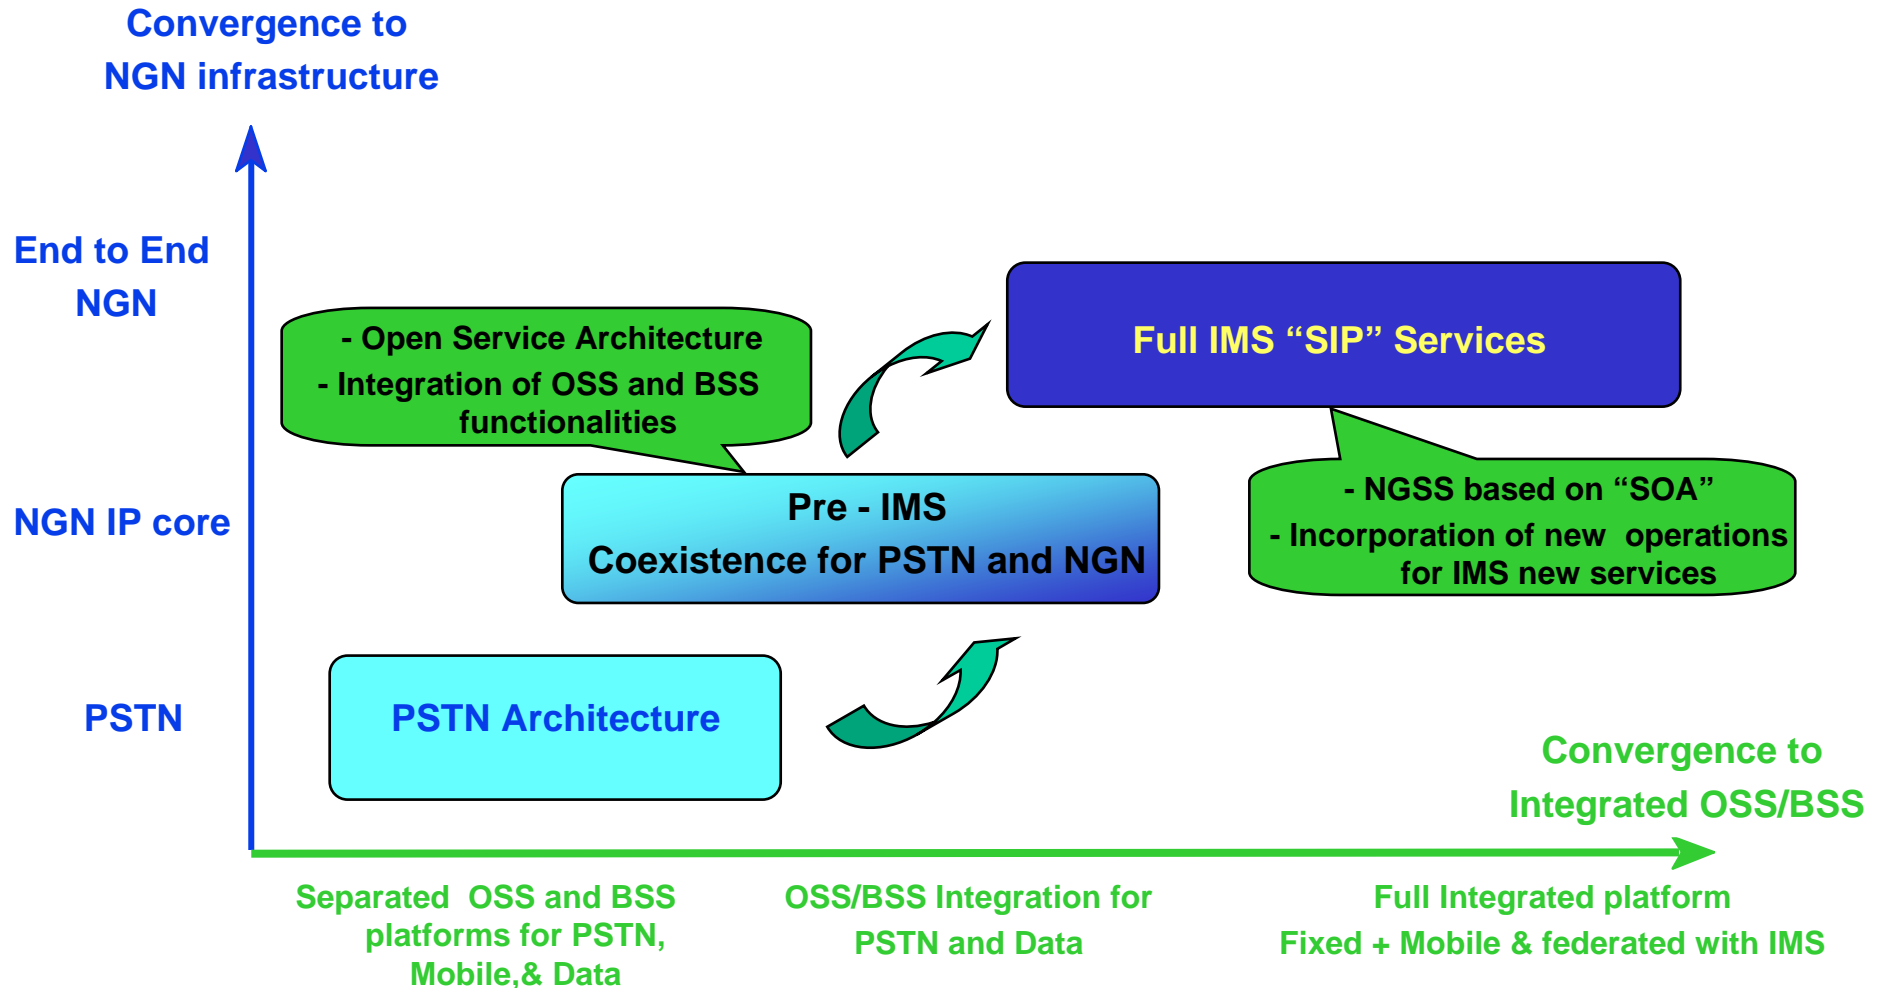 Convergence to
NGN infrastructure
End to End
NGN
- Open Service Architecture
- Integration of OSS and BSS
functionalities
Full IMS “SIP” Services
NGN IP core
Pre - IMS
Coexistence for PSTN and NGN
- NGSS based on “SOA”
- Incorporation of new  operations
for IMS new services
PSTN
PSTN Architecture
Convergence to
Integrated OSS/BSS
Separated  OSS and BSS
platforms for PSTN,
Mobile,& Data
OSS/BSS Integration for
PSTN and Data
Full Integrated platform
Fixed + Mobile & federated with IMS